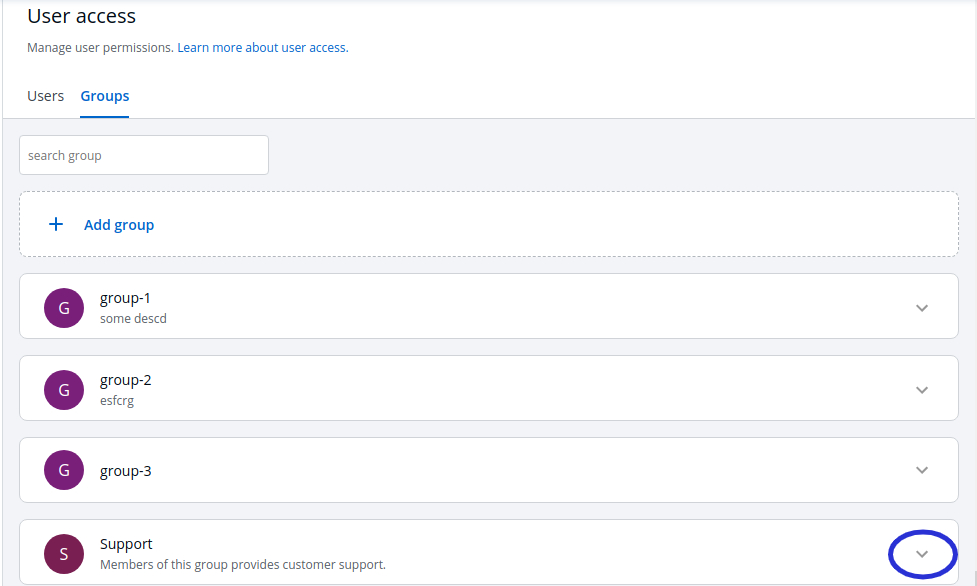 User access
Manage user permissions. Learn more about user access.
Users Groups
search group
+ Add group
G
group-1
some descd
G
group-2
esfcrg
G
group-3
S
Support
Members of this group provides customer support.